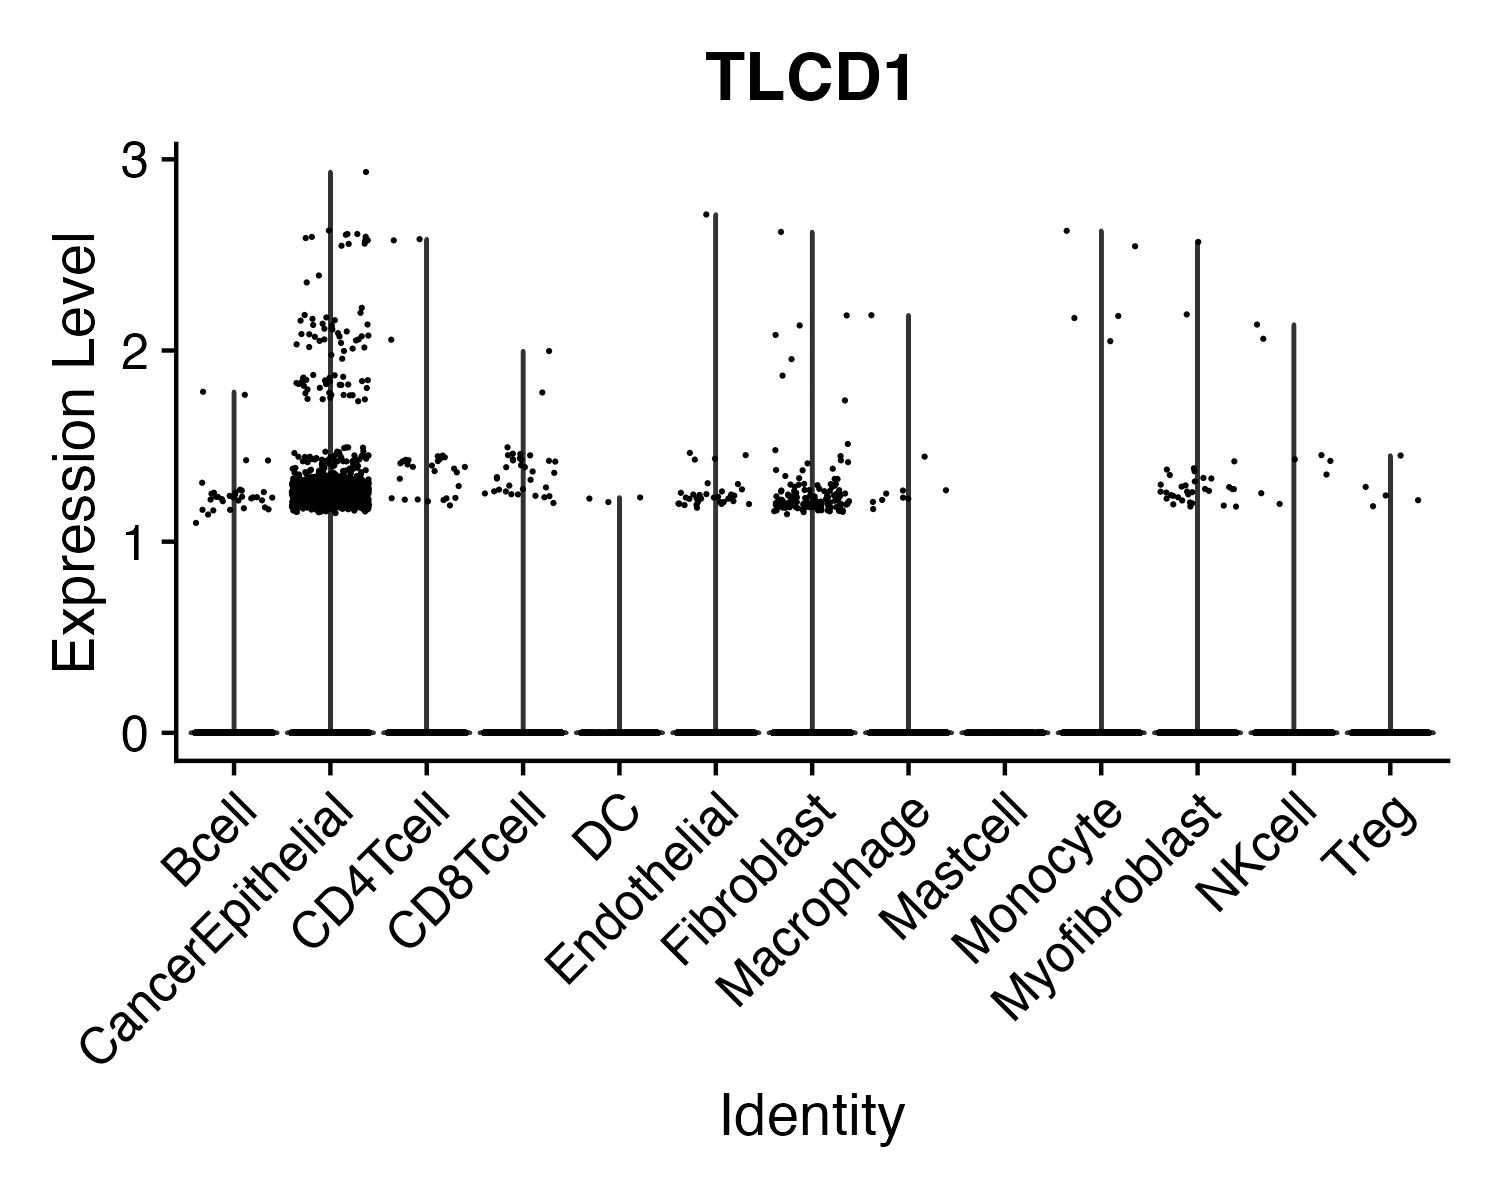 TLCD1
Expression Level
3
2
1
0
Bcell
CancerEpithelial
CD4Tcell
CD8Tcell
DC
Endothelial
Fibroblast
Macrophage
Mastcell
Monocyte
Myofibroblast
NKcell
Treg
Identity